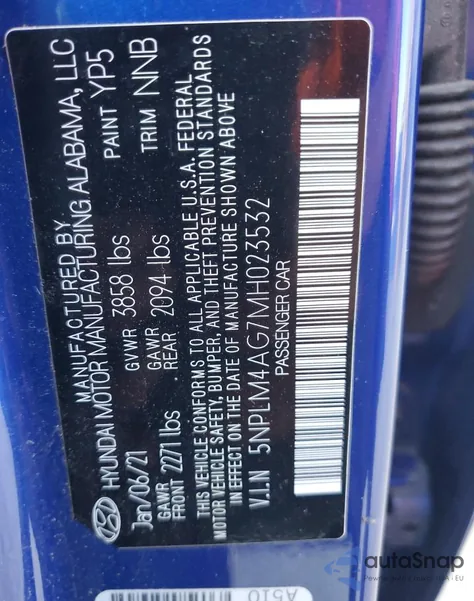 MANUFACTURED BY
HYUNDAI MOTOR MANUFACTURING ALABAMA, LLC
Jan/06/21 GVWR 3858 lbs PAINT YP5
GAWR FRONT 2271 lbs GAWR REAR 2094 lbs TRIM NNB
THIS VEHICLE CONFORMS TO ALL APPLICABLE U.S.A. FEDERAL
MOTOR VEHICLE SAFETY, BUMPER, AND THEFT PREVENTION STANDARDS
IN EFFECT ON THE DATE OF MANUFACTURE SHOWN ABOVE
V.I.N 5NPLM4AG7MH023532
PASSENGER CAR
A510
autoSnap